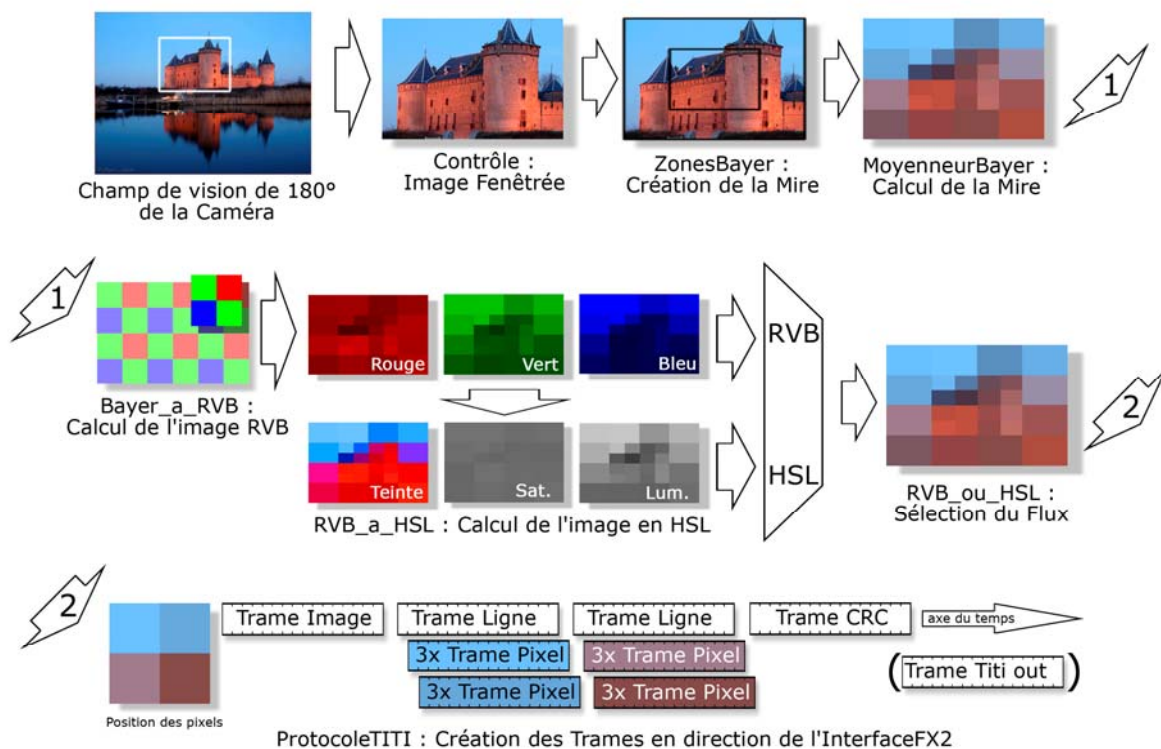 Champ de vision de 180°
de la Caméra
Contrôle :
Image Fenêtrée
ZonesBayer :
Création de la Mire
MoyenneurBayer :
Calcul de la Mire
1
1
Bayer_a_RVB :
Calcul de l'image RVB
Rouge
Vert
Bleu
Teinte
Sat.
Lum.
RVB_a_HSL : Calcul de l'image en HSL
RVB
HSL
RVB_ou_HSL :
Sélection du Flux
2
2
Position des pixels
Trame Image
Trame Ligne
Trame Ligne
Trame CRC
axe du temps
3x Trame Pixel
3x Trame Pixel
3x Trame Pixel
3x Trame Pixel
(Trame Titi out)
ProtocoleTITI : Création des Trames en direction de l'InterfaceFX2